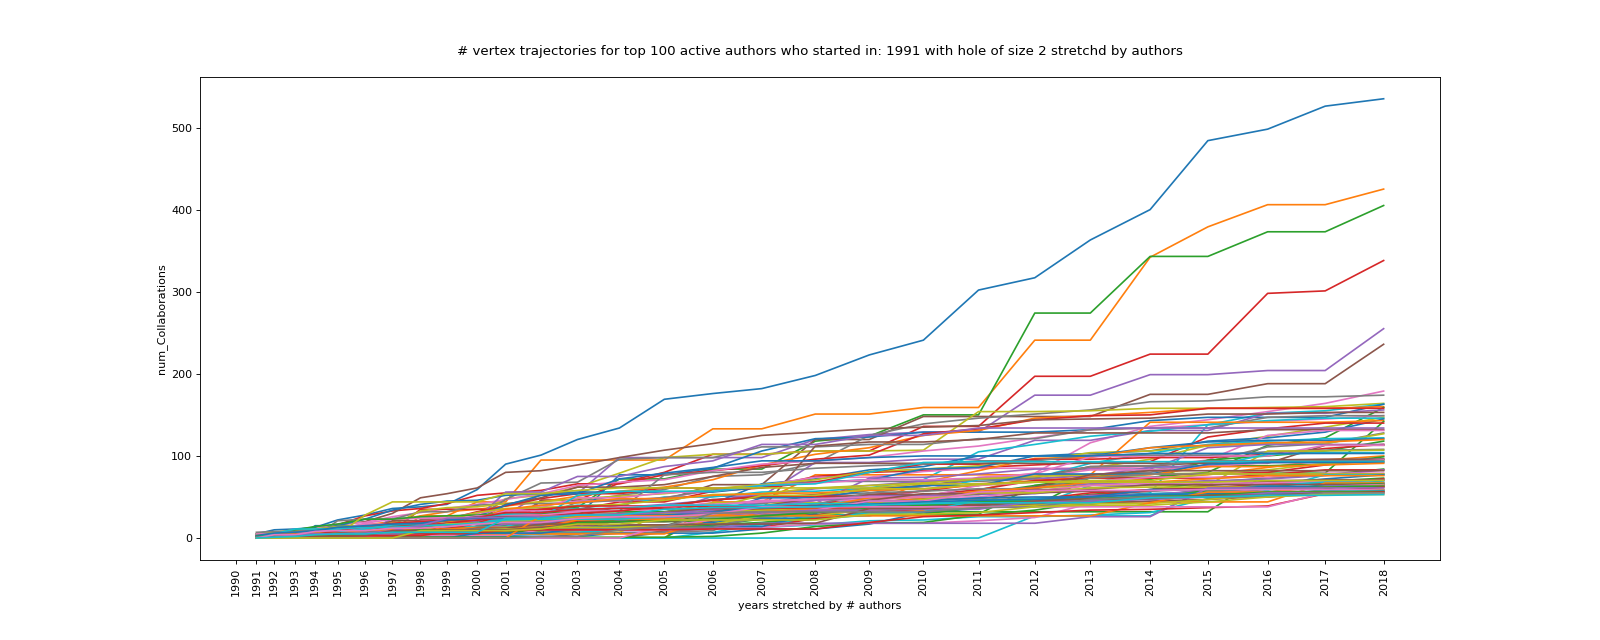 # vertex trajectories for top 100 active authors who started in: 1991 with hole of size 2 stretchd by authors
num_Collaborations
500
400
300
200
100
0
1990 1991 1992 1993 1994 1995 1996 1997 1998 1999 2000 2001 2002 2003 2004 2005 2006 2007 2008 2009 2010 2011 2012 2013 2014 2015 2016 2017 2018
years stretched by # authors